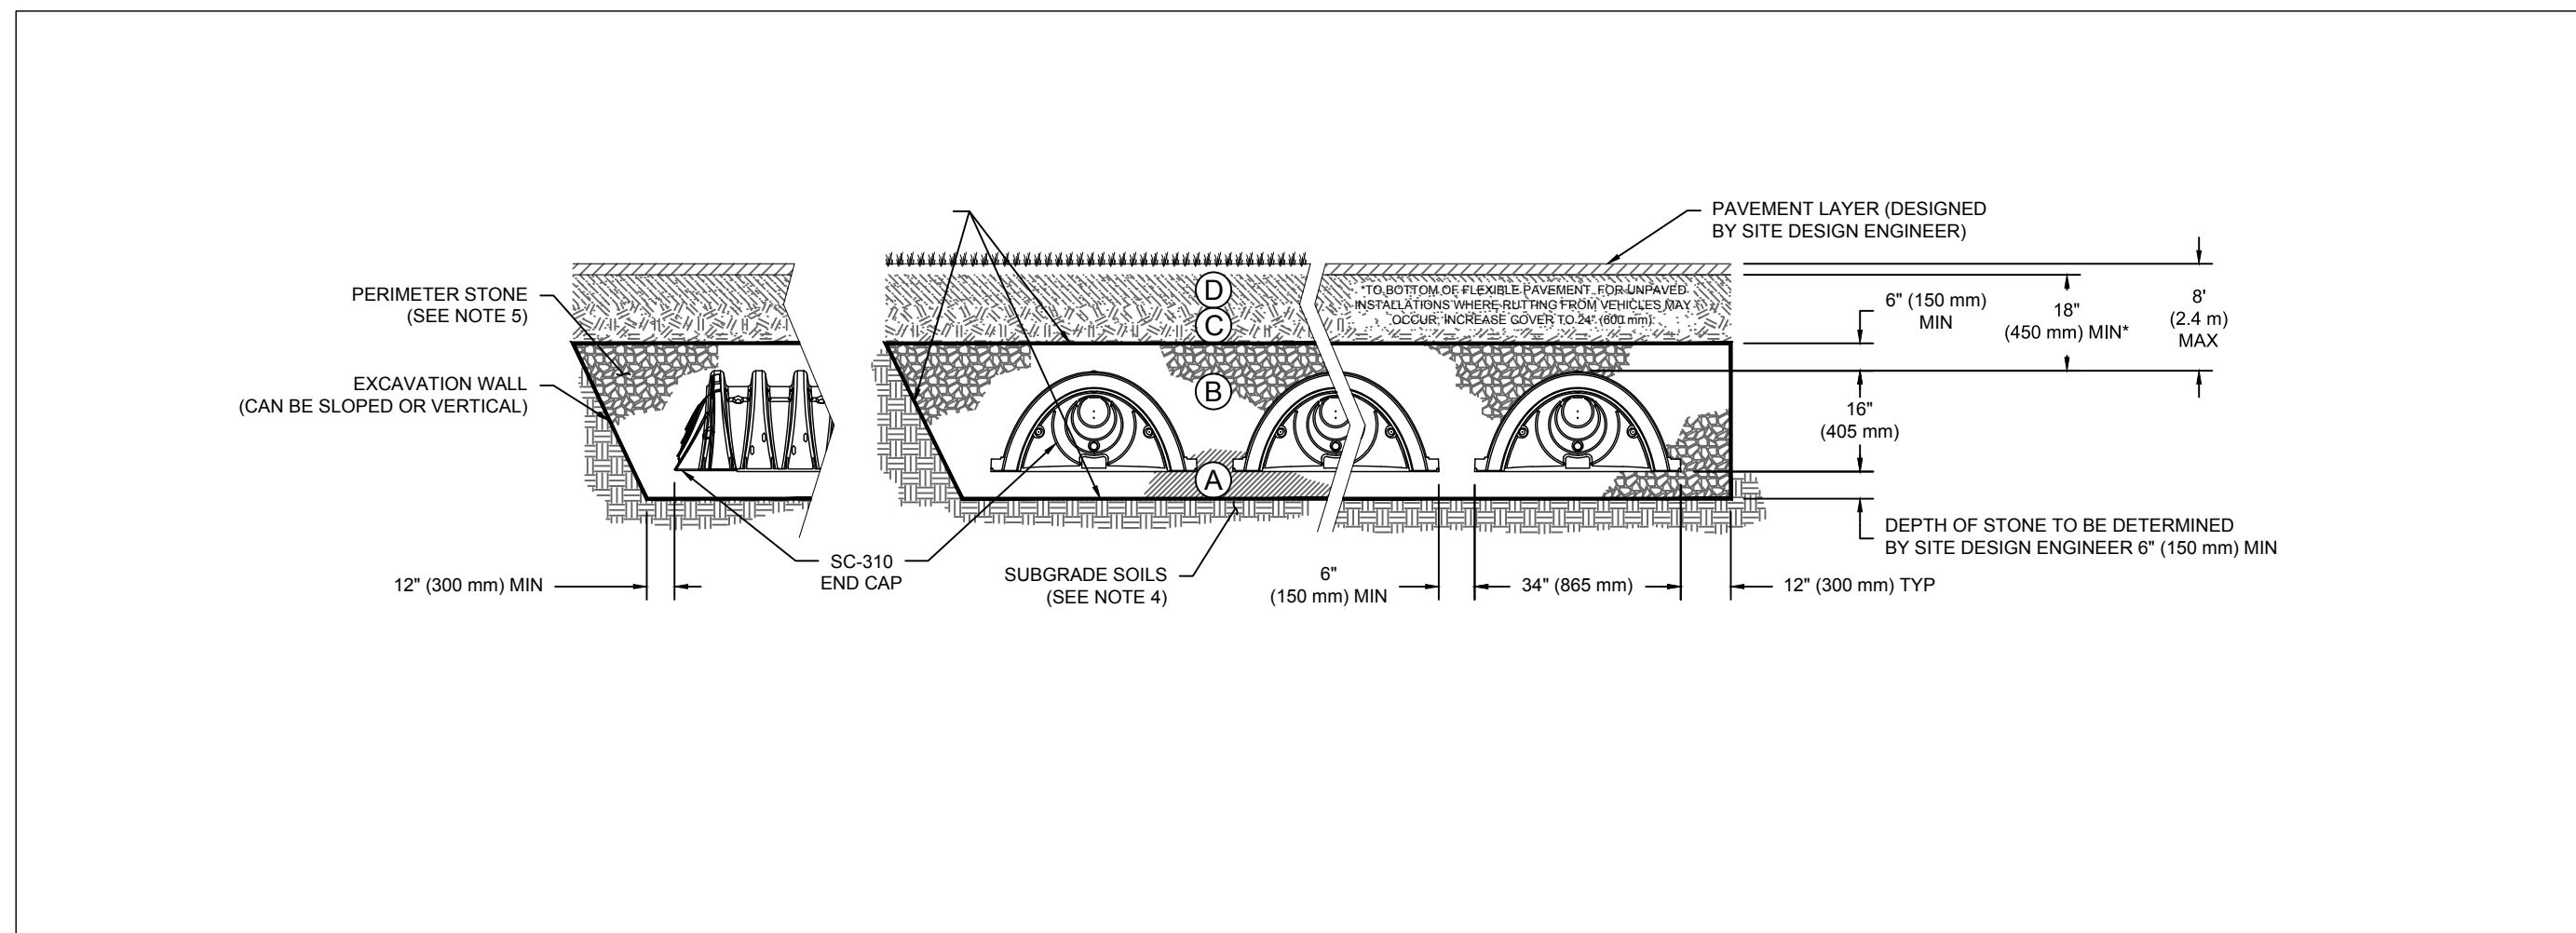 PAVEMENT LAYER (DESIGNED
BY SITE DESIGN ENGINEER)
PERIMETER STONE
(SEE NOTE 5)
EXCAVATION WALL
(CAN BE SLOPED OR VERTICAL)
D
C
B
A
*TO BOTTOM OF FLEXIBLE PAVEMENT. FOR UNPAVED
INSTALLATIONS WHERE RUTTING FROM VEHICLES MAY
OCCUR, INCREASE COVER TO 24" (600 mm).
6" (150 mm)
MIN
18"
(450 mm) MIN*
8'
(2.4 m)
MAX
16"
(405 mm)
DEPTH OF STONE TO BE DETERMINED
BY SITE DESIGN ENGINEER 6" (150 mm) MIN
12" (300 mm) MIN
SC-310
END CAP
SUBGRADE SOILS
(SEE NOTE 4)
6"
(150 mm) MIN
34" (865 mm)
12" (300 mm) TYP